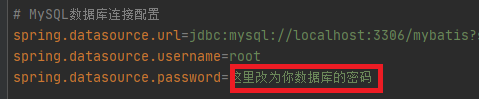 # MySQL数据库连接配置
spring.datasource.url=jdbc:mysql://localhost:3306/mybatis?
spring.datasource.username=root
spring.datasource.password=这里改为你数据库的密码